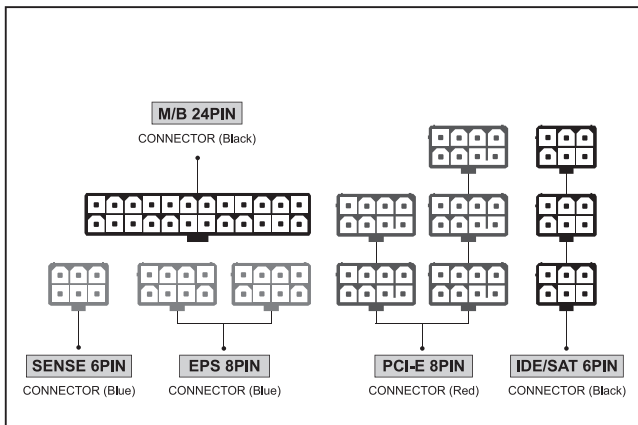 M/B 24PIN
CONNECTOR (Black)
SENSE 6PIN
CONNECTOR (Blue)
EPS 8PIN
CONNECTOR (Blue)
PCI-E 8PIN
CONNECTOR (Red)
IDE/SAT 6PIN
CONNECTOR (Black)